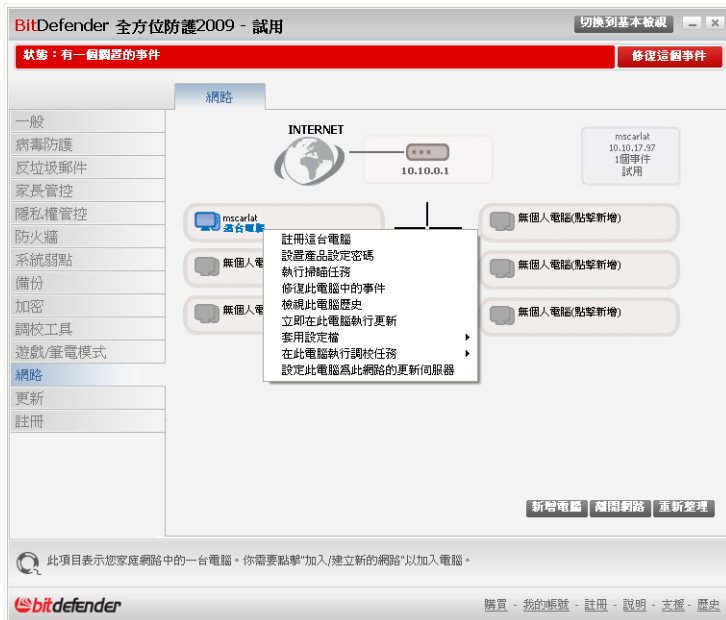 BitDefender 全方位防護2009 - 試用
切換到基本檢視
狀態：有一個擱置的事件
修復這個事件
網路
一般
病毒防護
反垃圾郵件
家長管控
隱私權管控
防火牆
系統弱點
備份
加密
調校工具
遊戲/筆電模式
網路
更新
註冊
INTERNET
10.10.0.1
mscarlat
10.10.17.97
1個事件
試用
mscarlat
這台電腦
無個人電腦(點擊新增)
無個人電
無個人電腦(點擊新增)
無個人電
無個人電腦(點擊新增)
註冊這台電腦
設置產品設定密碼
執行掃瞄任務
修復此電腦中的事件
檢視此電腦歷史
立即在此電腦執行更新
套用設定檔
在此電腦執行調校任務
設定此電腦為此網路的更新伺服器
新增電腦 離開網路 重新整理
此項目表示您家庭網路中的一台電腦。你需要點擊"加入/建立新的網路"以加入電腦。
bitdefender
購買 - 我的帳號 - 註冊 - 說明 - 支援 - 歷史